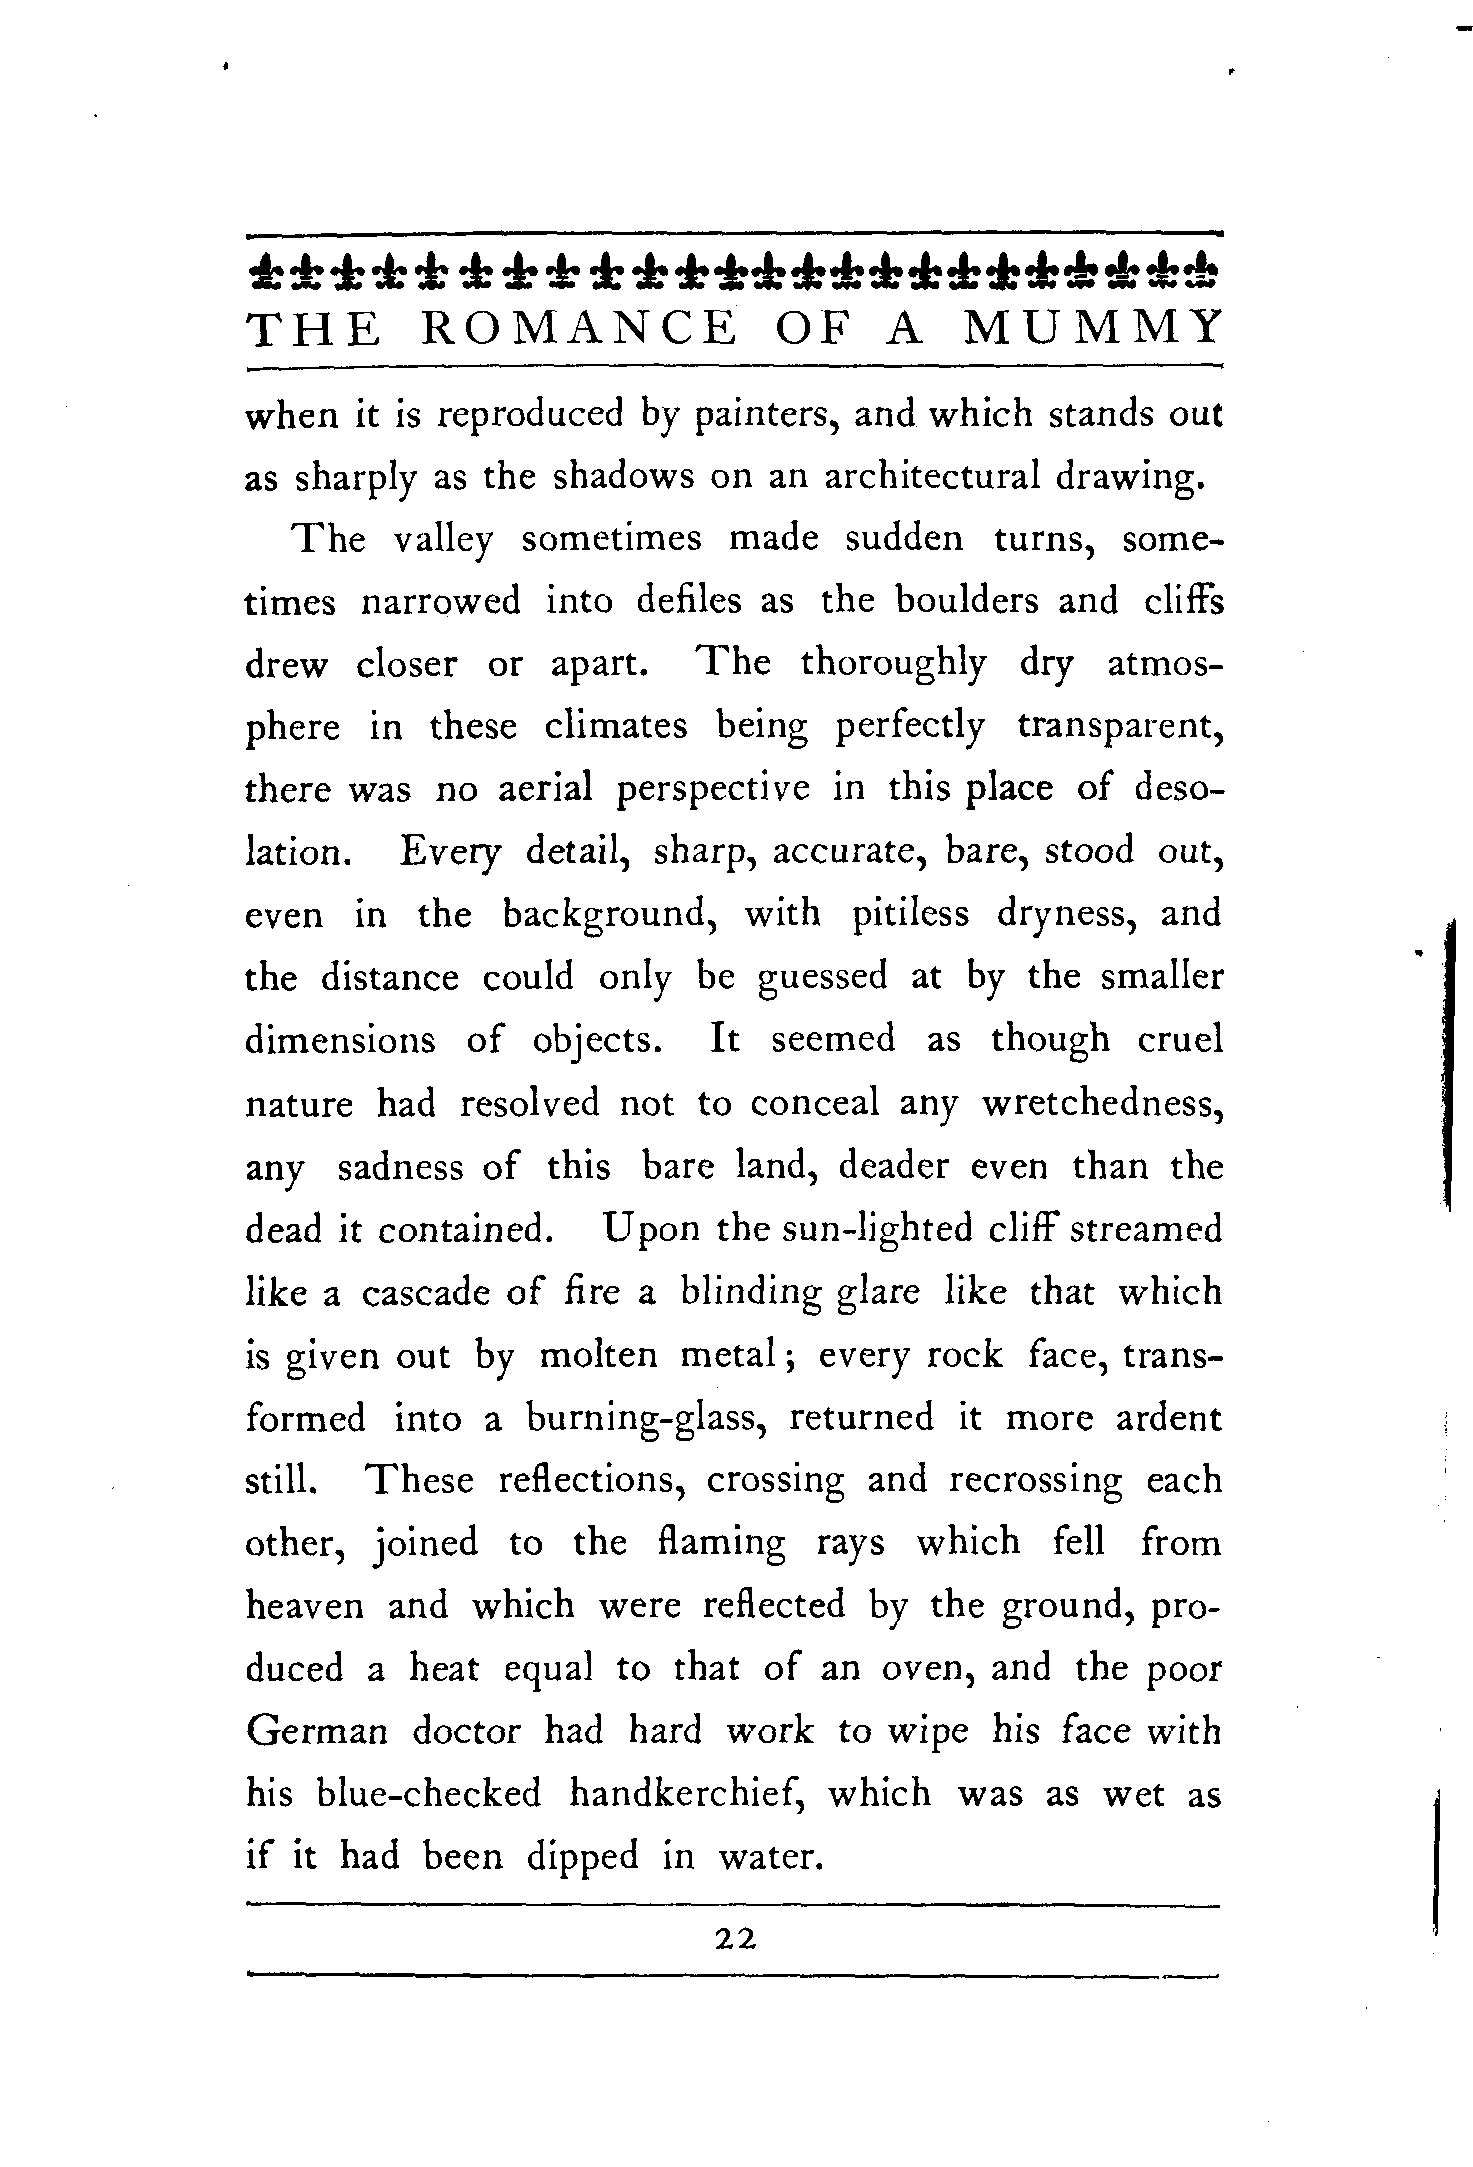 THE ROMANCE OF A MUMMY
when it is reproduced by painters, and which stands out
as sharply as the shadows on an architectural drawing.
The valley sometimes made sudden turns, some-
times narrowed into defiles as the boulders and cliffs
drew closer or apart. The thoroughly dry atmos-
phere in these climates being perfectly transparent,
there was no aerial perspective in this place of deso-
lation. Every detail, sharp, accurate, bare, stood out,
even in the background, with pitiless dryness, and
the distance could only be guessed at by the smaller
dimensions of objects. It seemed as though cruel
nature had resolved not to conceal any wretchedness,
any sadness of this bare land, deader even than the
dead it contained. Upon the sun-lighted cliff streamed
like a cascade of fire a blinding glare like that which
is given out by molten metal; every rock face, trans-
formed into a burning-glass, returned it more ardent
still. These reflections, crossing and recrossing each
other, joined to the flaming rays which fell from
heaven and which were reflected by the ground, pro-
duced a heat equal to that of an oven, and the poor
German doctor had hard work to wipe his face with
his blue-checked handkerchief, which was as wet as
if it had been dipped in water.
22